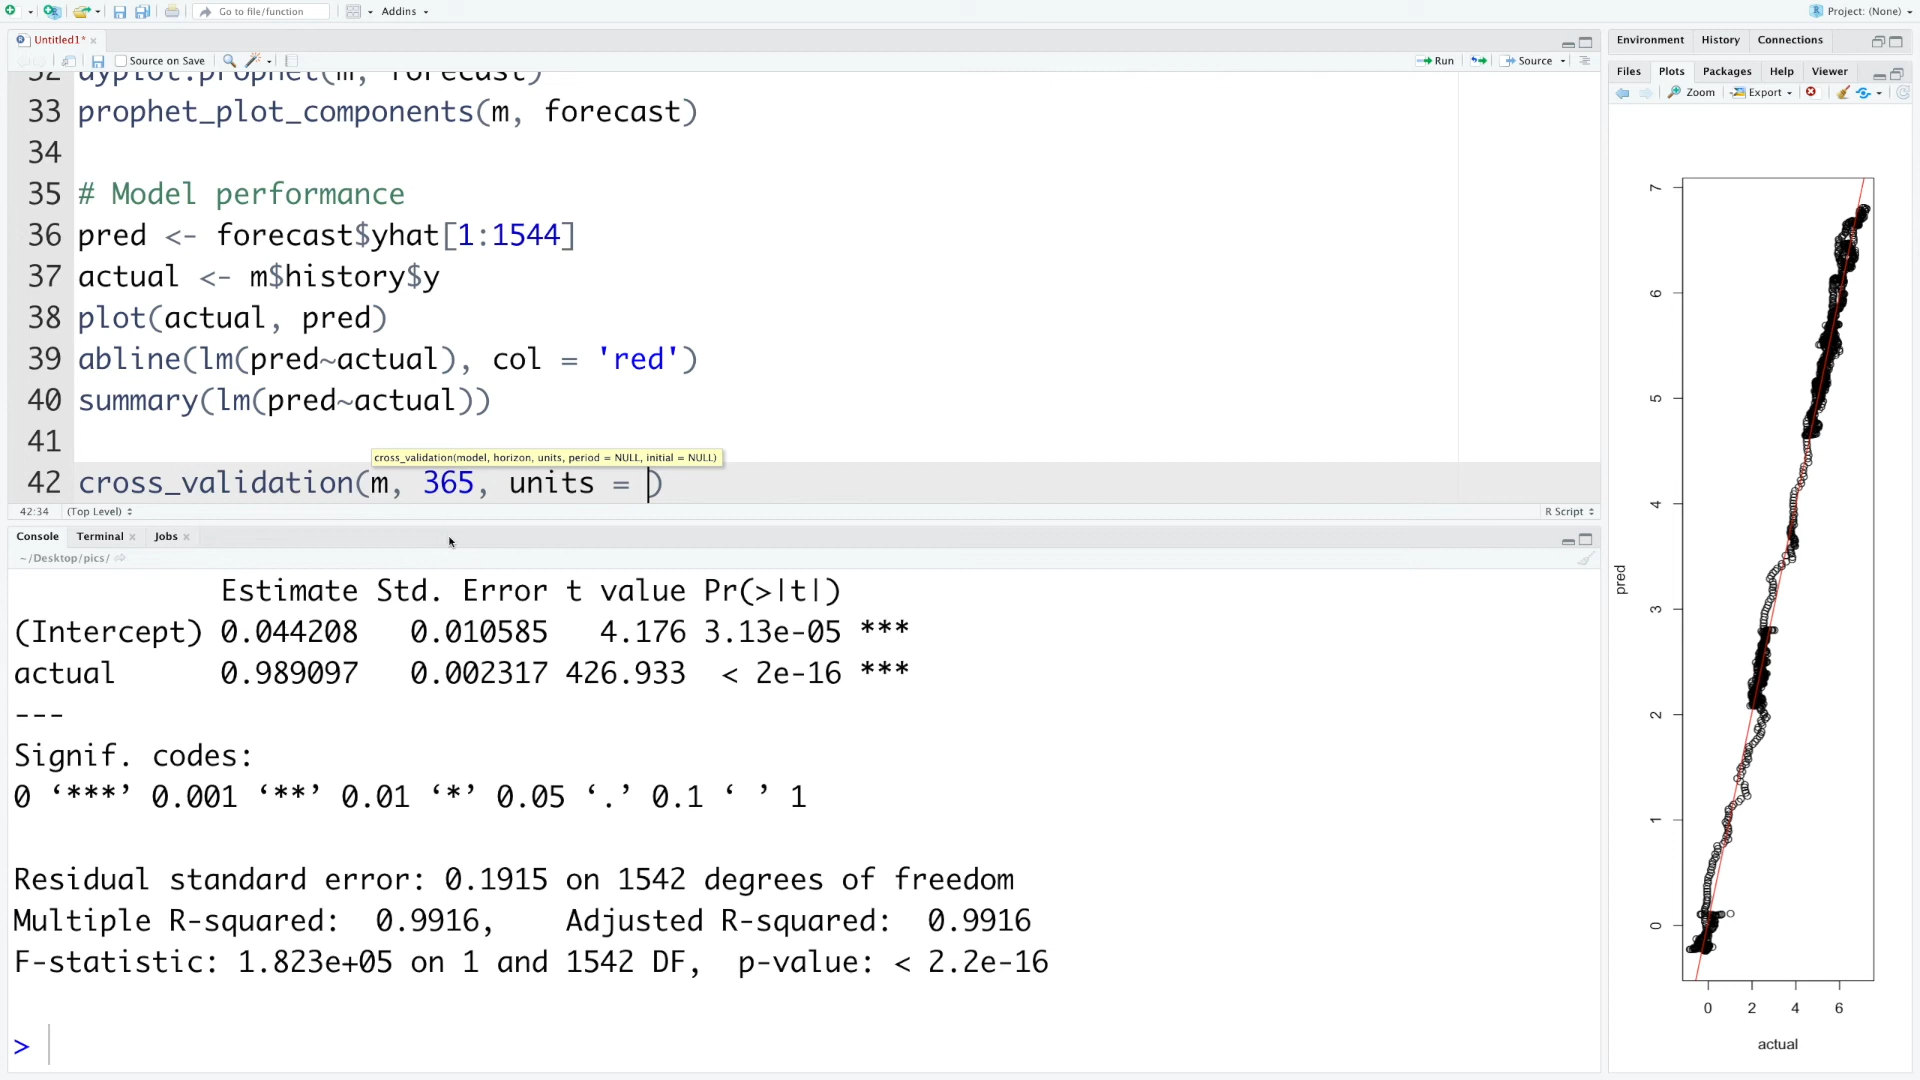 Go to file/function
Addins
Project: (None)
Untitled1*
Source on Save
Run
Source
32 dyplot.prophet(m, forecast)
33 prophet_plot_components(m, forecast)
34
35 # Model performance
36 pred <- forecast$yhat[1:1544]
37 actual <- m$history$y
38 plot(actual, pred)
39 abline(lm(pred~actual), col = 'red')
40 summary(lm(pred~actual))
41
cross_validation(model, horizon, units, period = NULL, initial = NULL)
42 cross_validation(m, 365, units = )
42:34 (Top Level) R Script
Console Terminal Jobs
~/Desktop/pics/
Estimate Std. Error t value Pr(>|t|)
(Intercept) 0.044208 0.010585 4.176 3.13e-05 ***
actual 0.989097 0.002317 426.933 < 2e-16 ***
---
Signif. codes:
0 ‘***’ 0.001 ‘**’ 0.01 ‘*’ 0.05 ‘.’ 0.1 ‘ ’ 1
Residual standard error: 0.1915 on 1542 degrees of freedom
Multiple R-squared: 0.9916, Adjusted R-squared: 0.9916
F-statistic: 1.823e+05 on 1 and 1542 DF, p-value: < 2.2e-16
>
Environment History Connections
Files Plots Packages Help Viewer
Zoom Export
7
6
5
4
3
2
1
0
pred
0 2 4 6
actual